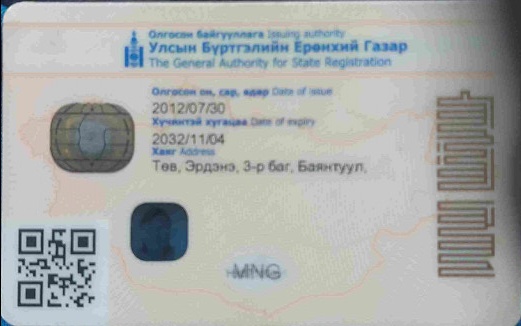 Олгосон байгууллага Issuing authority
Улсын Бүртгэлийн Ерөнхий Газар
The General Authority for State Registration
Олгосон он, сар, өдөр Date of issue
2012/07/30
Хүчинтэй хугацаа Date of expiry
2032/11/04
Хаяг Address
Төв, Эрдэнэ, 3-р баг, Баянтуул,
MNG